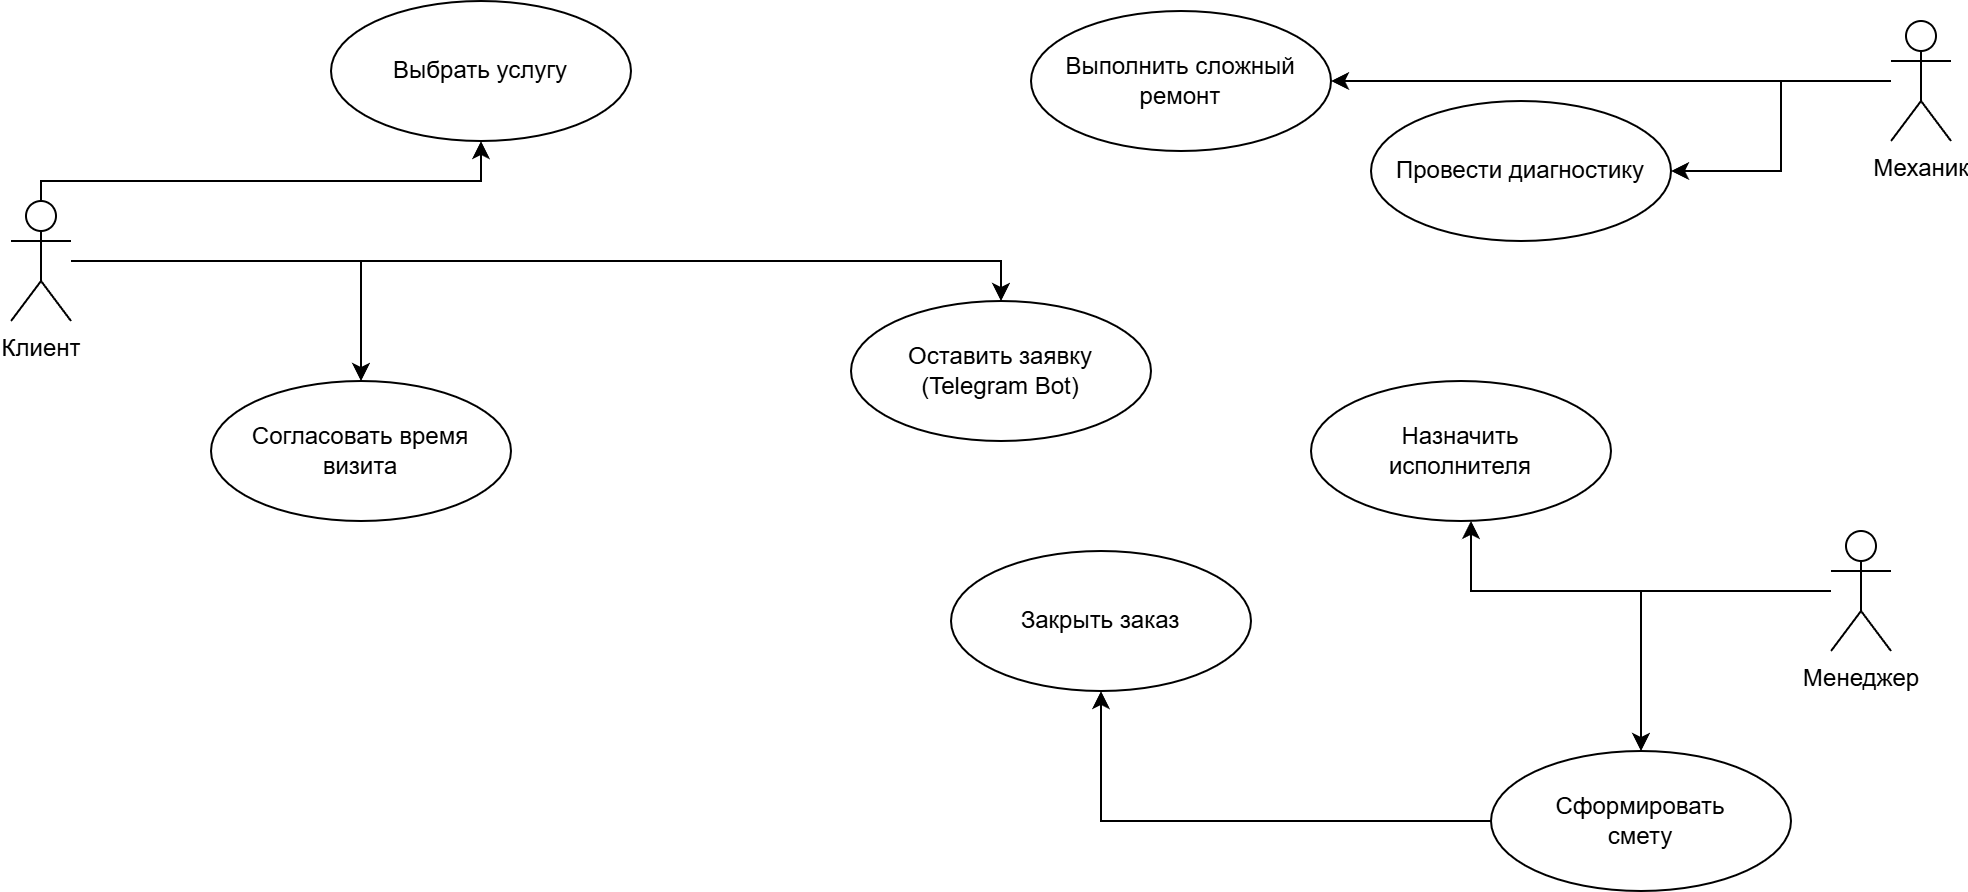 Выбрать услугу
Выполнить сложный
ремонт
Провести диагностику
Механик
Клиент
Оставить заявку
(Telegram Bot)
Согласовать время
визита
Назначить
исполнителя
Закрыть заказ
Менеджер
Сформировать
смету